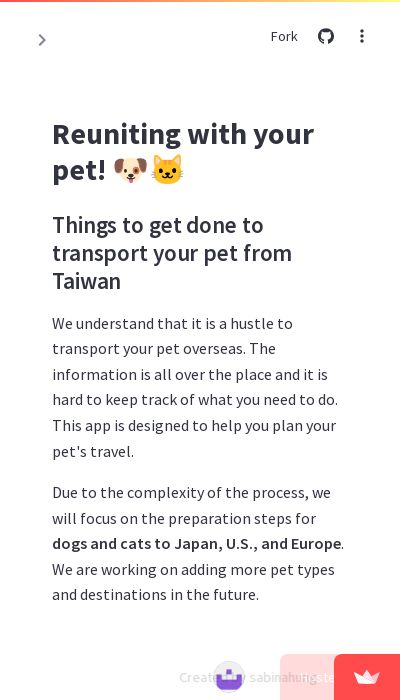 Fork
Reuniting with your
pet! 🐶🐱
Things to get done to
transport your pet from
Taiwan
We understand that it is a hustle to
transport your pet overseas. The
information is all over the place and it is
hard to keep track of what you need to do.
This app is designed to help you plan your
pet's travel.
Due to the complexity of the process, we
will focus on the preparation steps for
dogs and cats to Japan, U.S., and Europe.
We are working on adding more pet types
and destinations in the future.